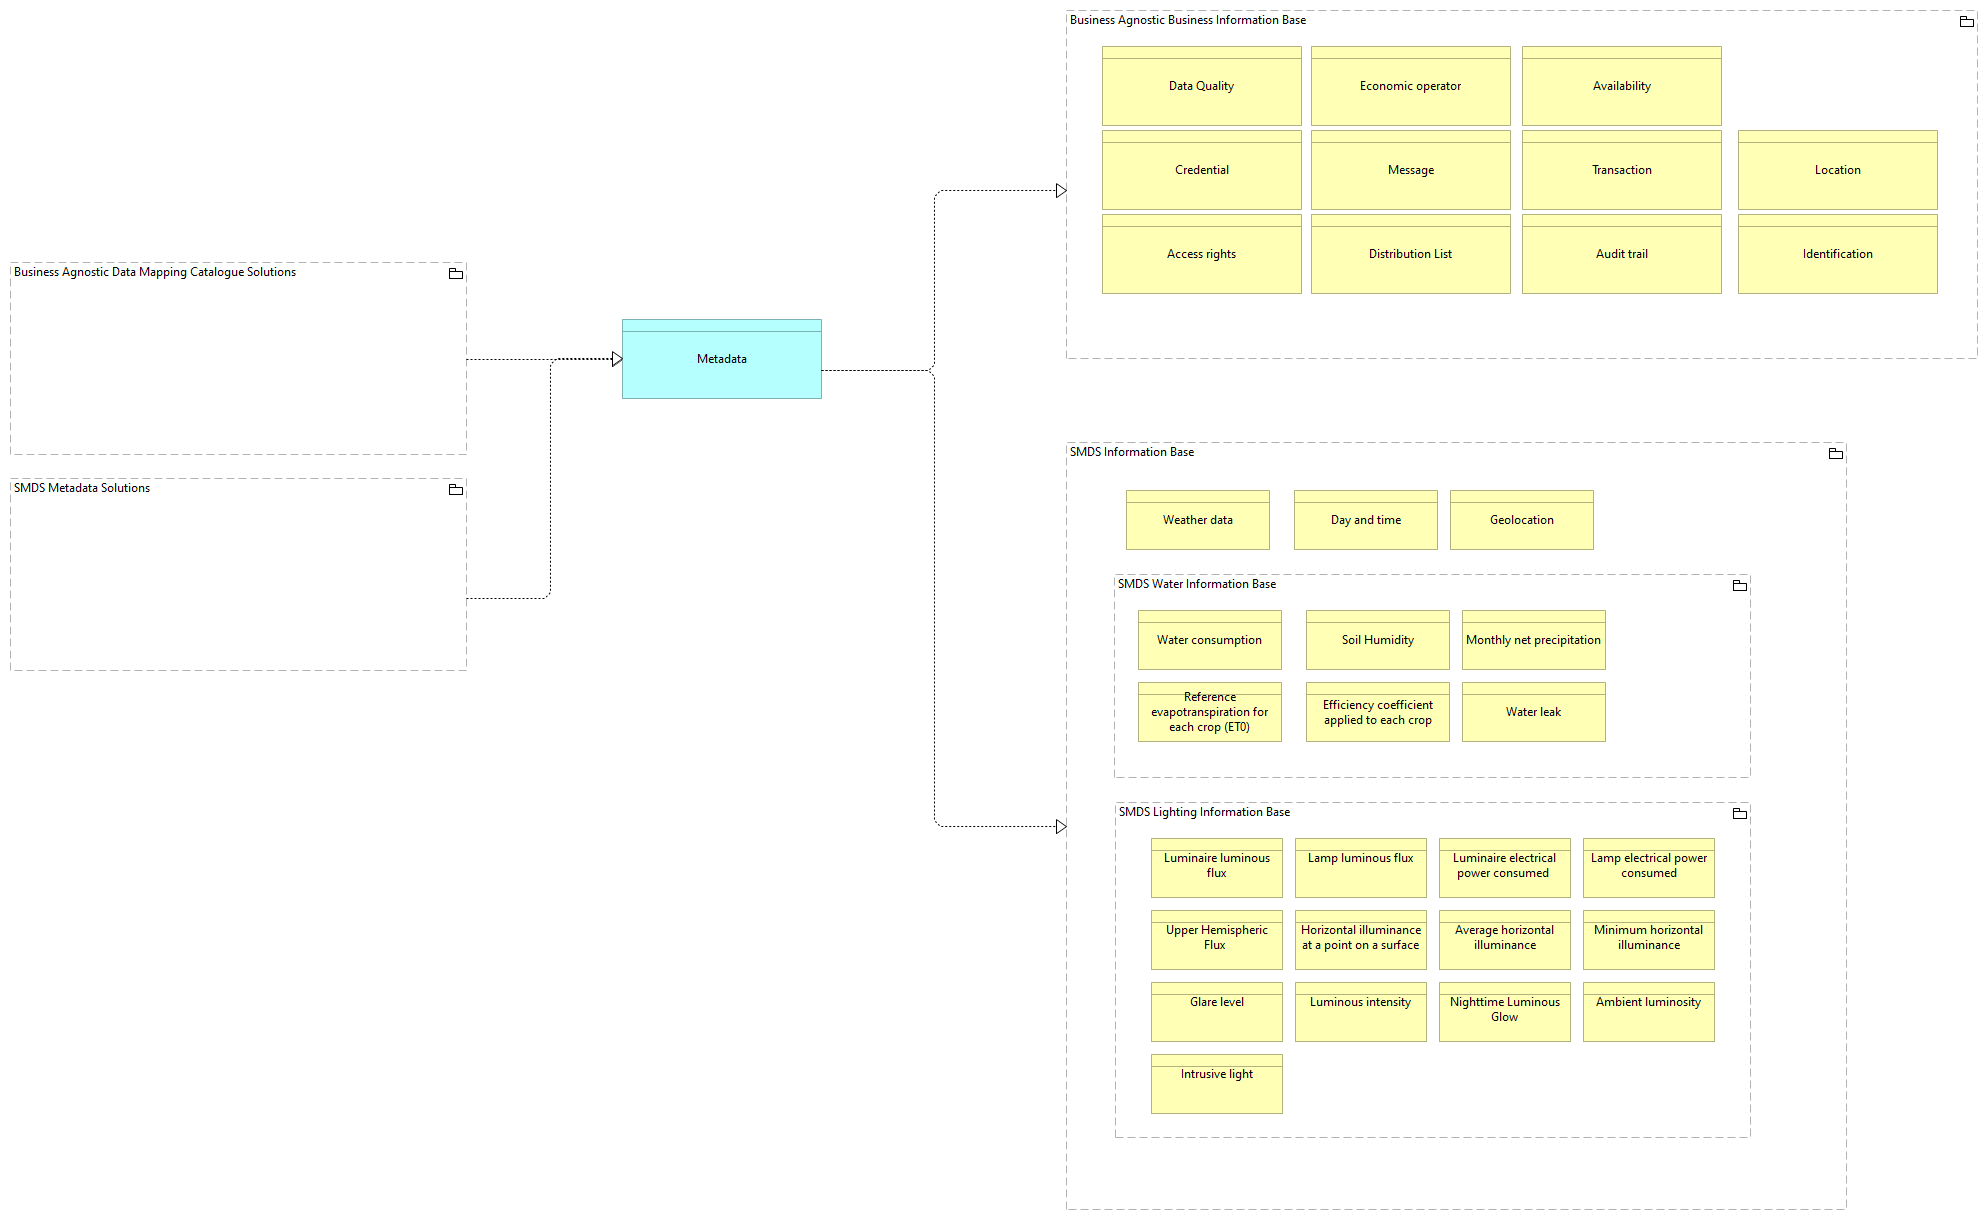 Business Agnostic Business Information Base
Data Quality
Economic operator
Availability
Credential
Message
Transaction
Location
Access rights
Distribution List
Audit trail
Identification
Business Agnostic Data Mapping Catalogue Solutions
Metadata
SMDS Metadata Solutions
SMDS Information Base
Weather data
Day and time
Geolocation
SMDS Water Information Base
Water consumption
Soil Humidity
Monthly net precipitation
Reference
evapotranspiration for
each crop (ET0)
Efficiency coefficient
applied to each crop
Water leak
SMDS Lighting Information Base
Luminaire luminous
flux
Lamp luminous flux
Luminaire electrical
power consumed
Lamp electrical power
consumed
Upper Hemispheric
Flux
Horizontal illuminance
at a point on a surface
Average horizontal
illuminance
Minimum horizontal
illuminance
Glare level
Luminous intensity
Nighttime Luminous
Glow
Ambient luminosity
Intrusive light